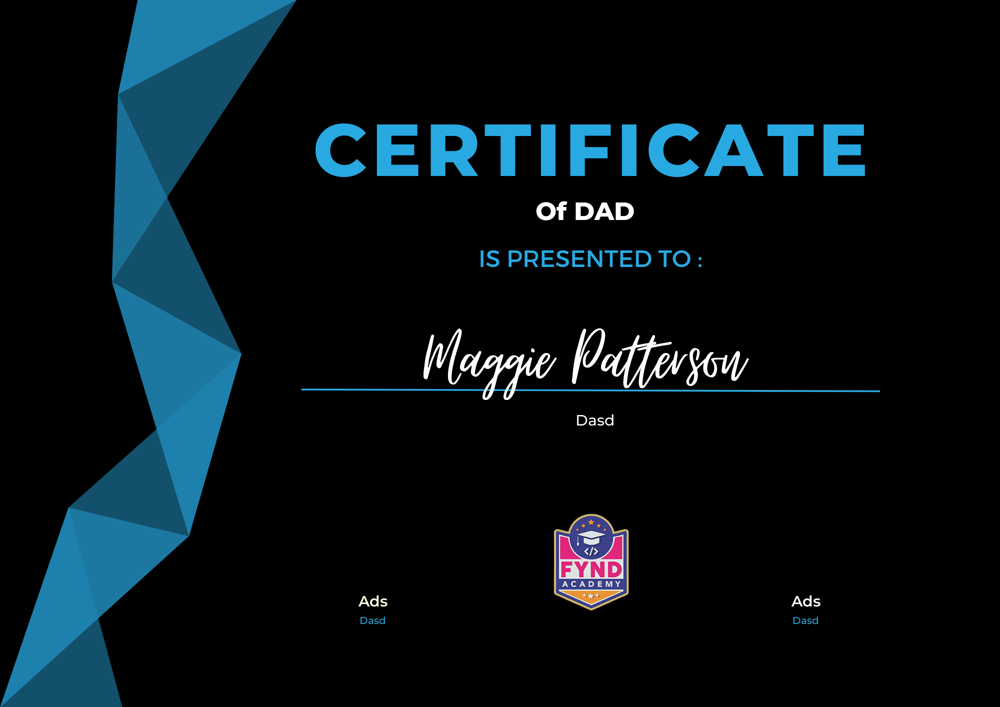 CERTIFICATE
Of DAD
IS PRESENTED TO :
Maggie Patterson
Dasd
</>
FYND
ACADEMY
Ads
Dasd
Ads
Dasd